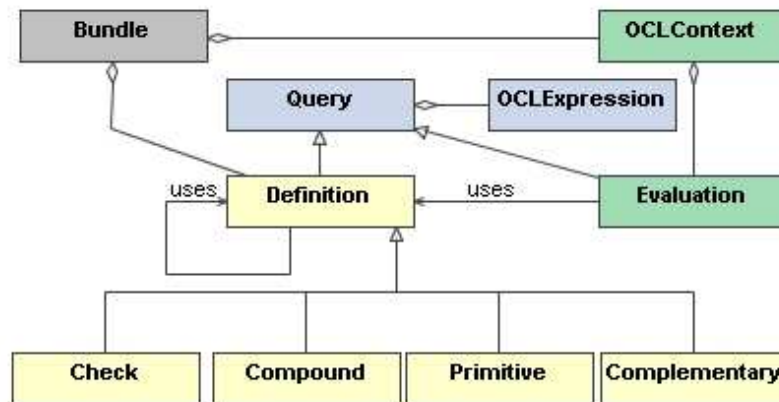 Bundle
OCLContext
Query
OCLExpression
uses
Definition
uses
Evaluation
Check
Compound
Primitive
Complementary